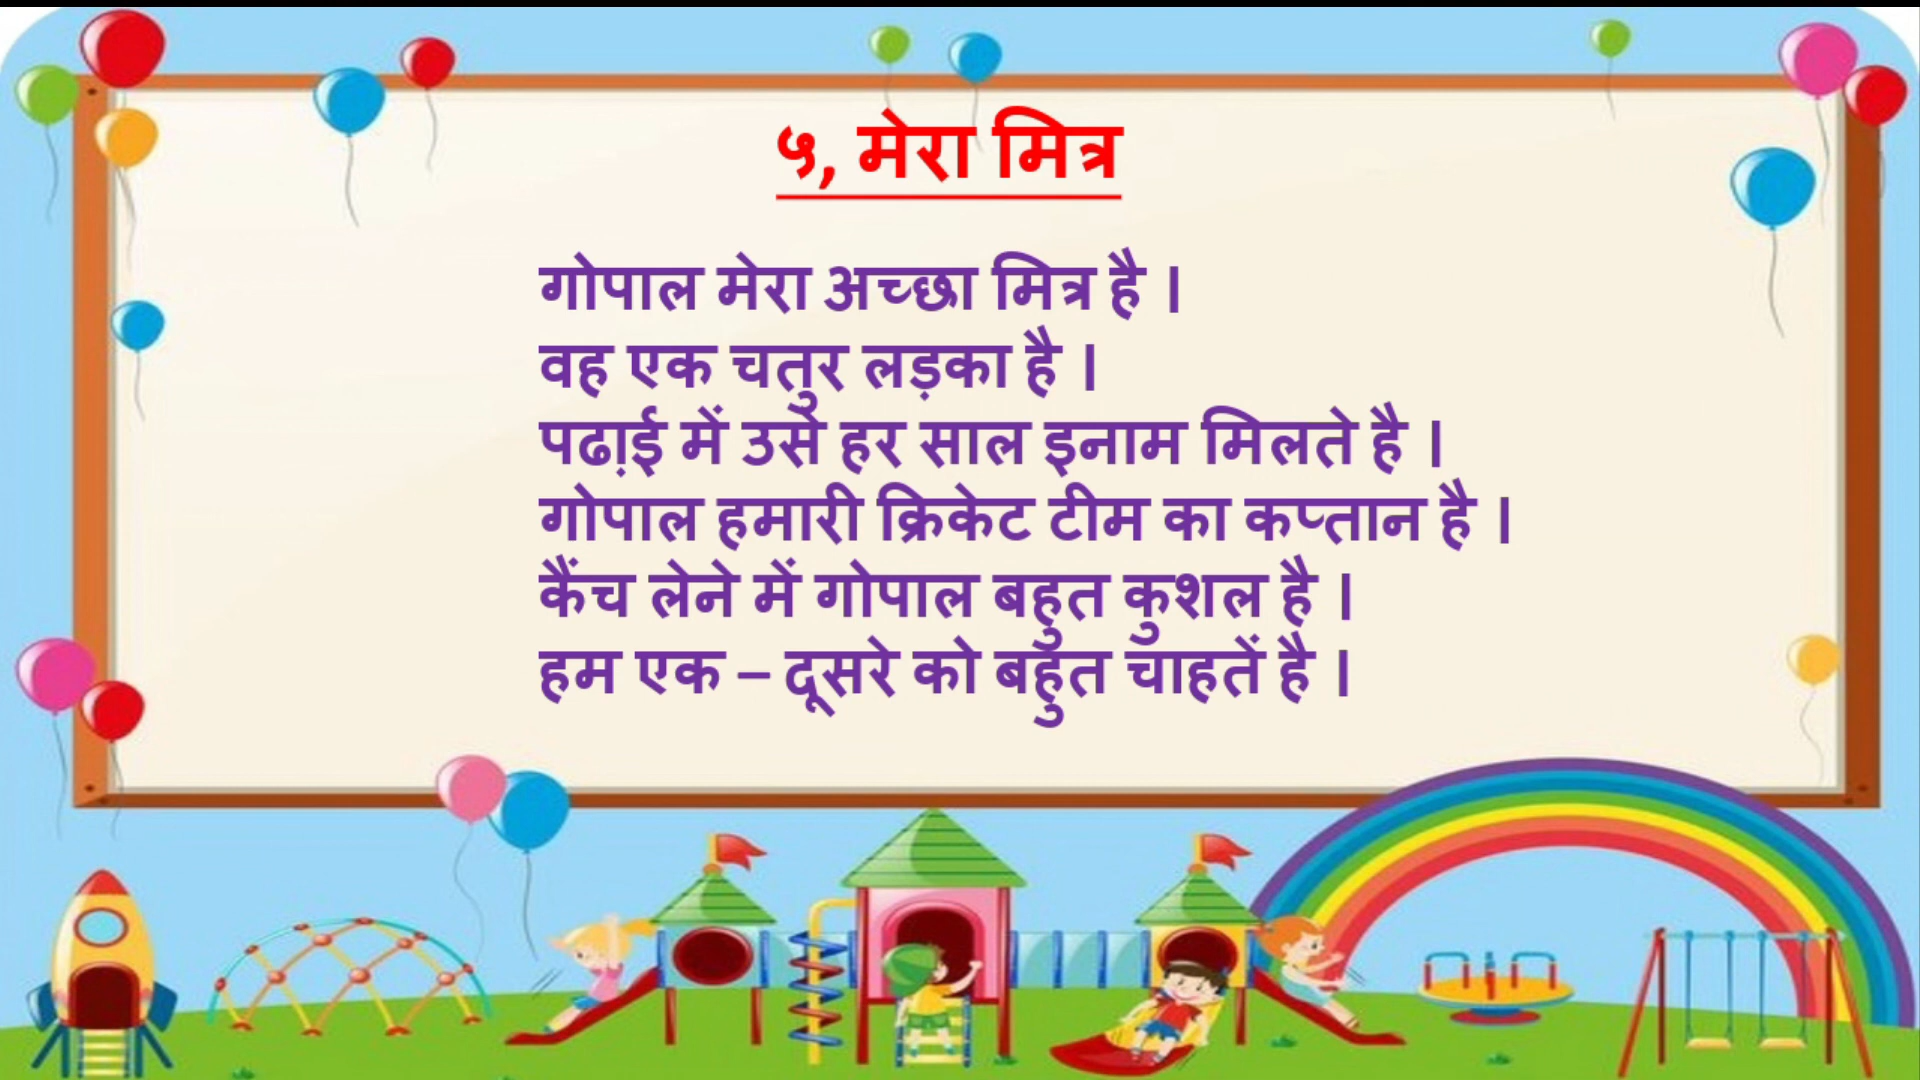 ५, मेरा मित्र
गोपाल मेरा अच्छा मित्र है ।
वह एक चतुर लड़का है ।
पढा़ई में उसे हर साल इनाम मिलते है ।
गोपाल हमारी क्रिकेट टीम का कप्तान है ।
कैंच लेने में गोपाल बहुत कुशल है ।
हम एक – दूसरे को बहुत चाहतें है ।